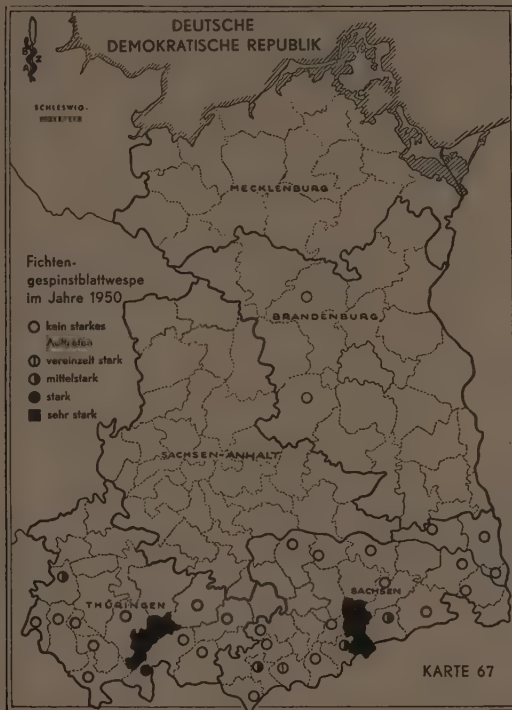 DEUTSCHE
DEMOKRATISCHE REPUBLIK
SCHLESWIG-
MECKLENBURG
Fichten-
gespinstblattwespe
im Jahre 1950
kein starkes
Auftreten
vereinzelt stark
mittelstark
stark
sehr stark
BRANDENBURG
SACHSEN-ANHALT
THÜRINGEN
SACHSEN
KARTE 67